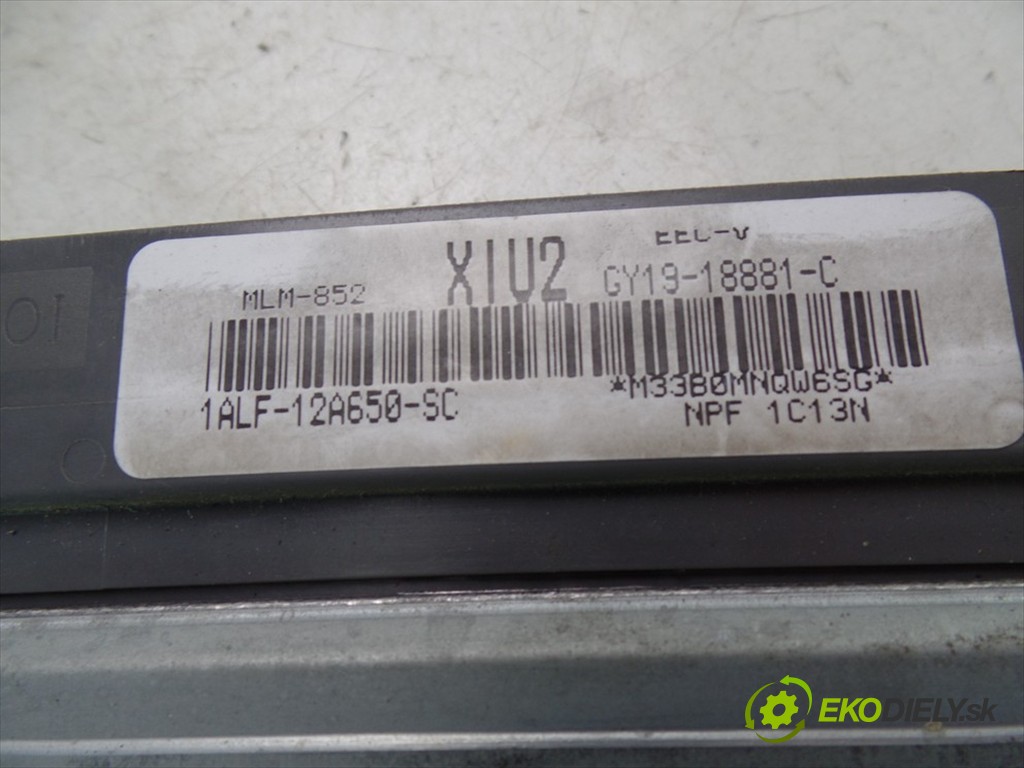 EEC-V
MLM-852 XIU2 GY19-18881-C
1ALF-12A650-SC *M33B0MNQW6SG*
NPF 1C13N
EKODIELY.sk